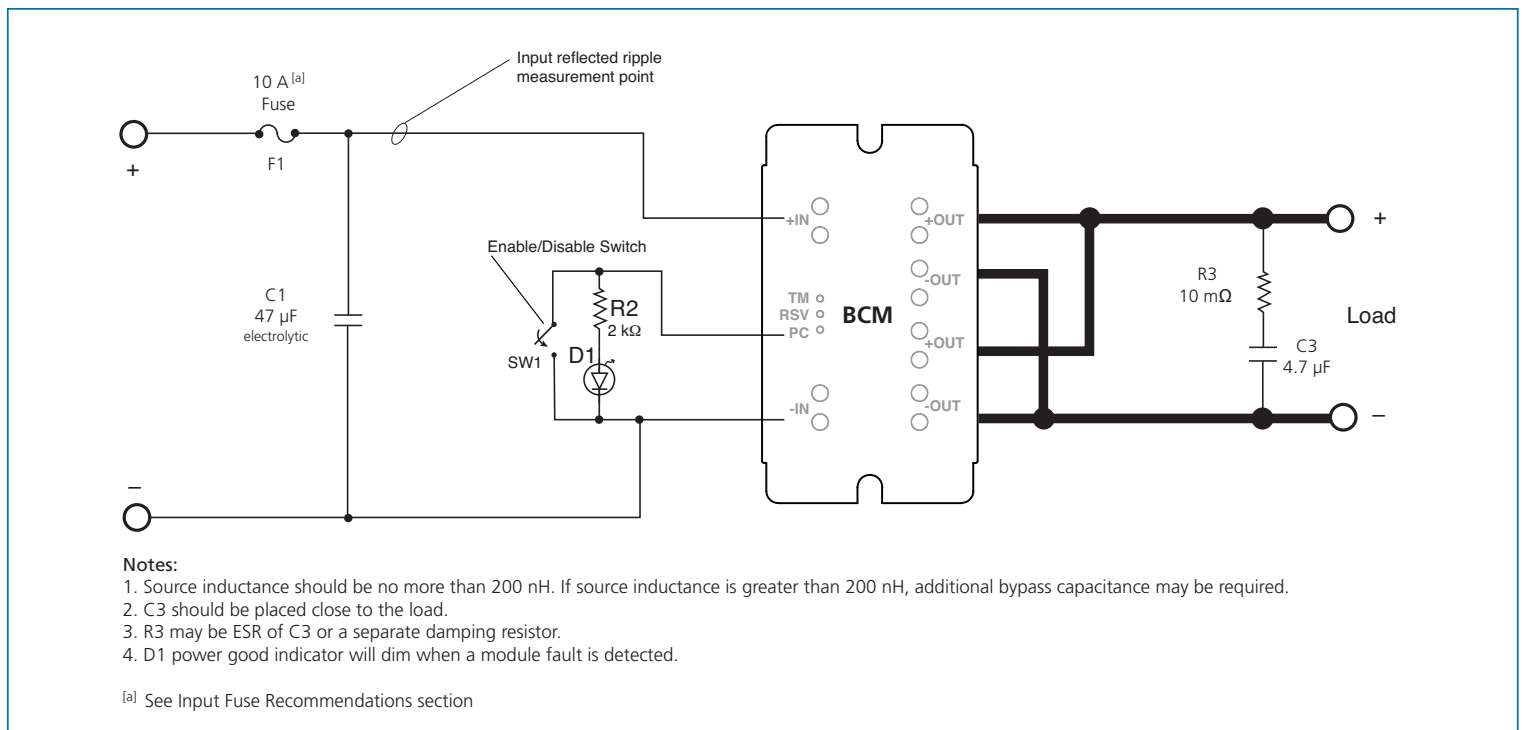 Input reflected ripple
measurement point
10 A [a]
Fuse
F1
+
Enable/Disable Switch
C1
47 µF
electrolytic
SW1
R2
2 kΩ
D1
–
+IN
TM
RSV
PC
-IN
BCM
+OUT
-OUT
+OUT
-OUT
+
R3
10 mΩ
Load
C3
4.7 µF
–
Notes:
1. Source inductance should be no more than 200 nH. If source inductance is greater than 200 nH, additional bypass capacitance may be required.
2. C3 should be placed close to the load.
3. R3 may be ESR of C3 or a separate damping resistor.
4. D1 power good indicator will dim when a module fault is detected.
[a] See Input Fuse Recommendations section